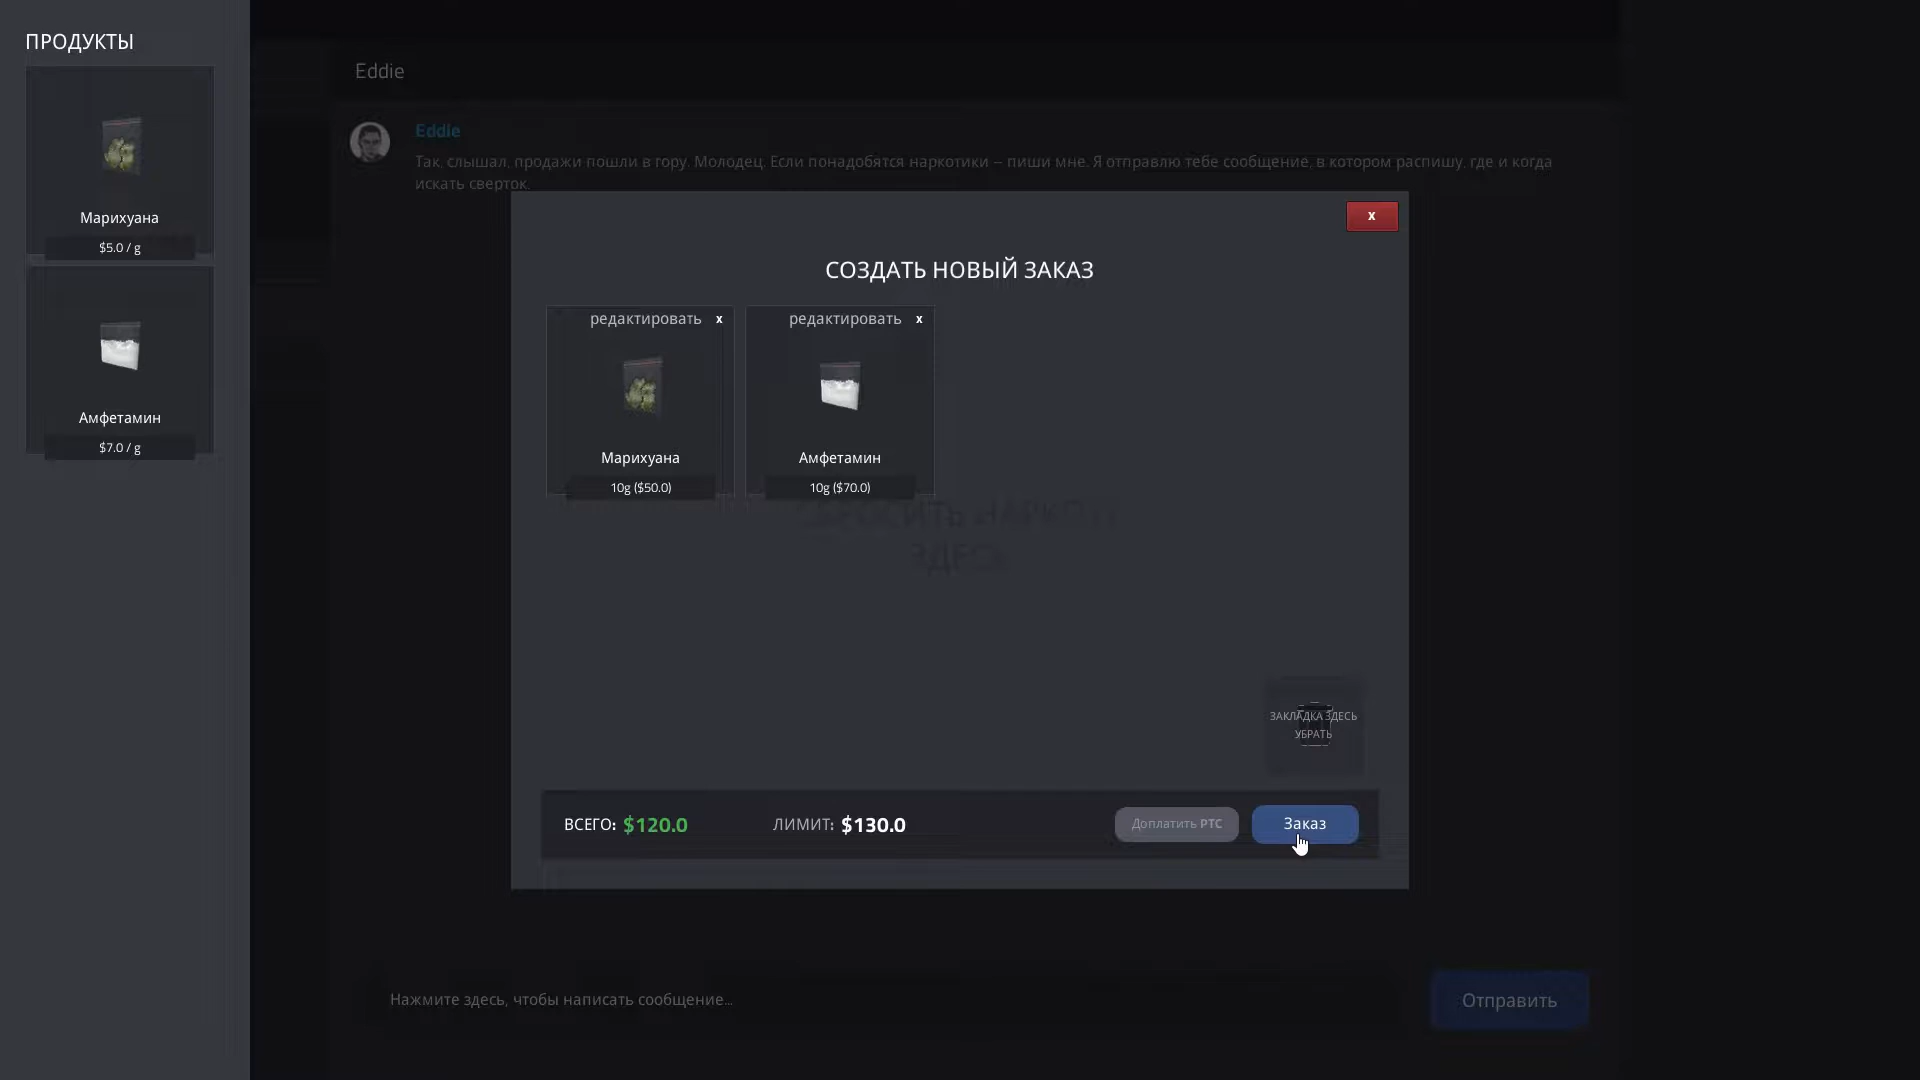 ПРОДУКТЫ
Марихуана
$5.0 / g
Амфетамин
$7.0 / g
Eddie
Eddie
Так, слышал, продажи пошли в гору. Молодец. Если понадобятся наркотики – пиши мне. Я отправлю тебе сообщение, в котором распишу, где и когда
искать сверток.
x
СОЗДАТЬ НОВЫЙ ЗАКАЗ
редактировать x
Марихуана
10g ($50.0)
редактировать x
Амфетамин
10g ($70.0)
ЗДЕСЬ
ЗАКЛАДКА ЗДЕСЬ
УБРАТЬ
ВСЕГО: $120.0
ЛИМИТ: $130.0
Доплатить PTC
Заказ
Нажмите здесь, чтобы написать сообщение...
Отправить